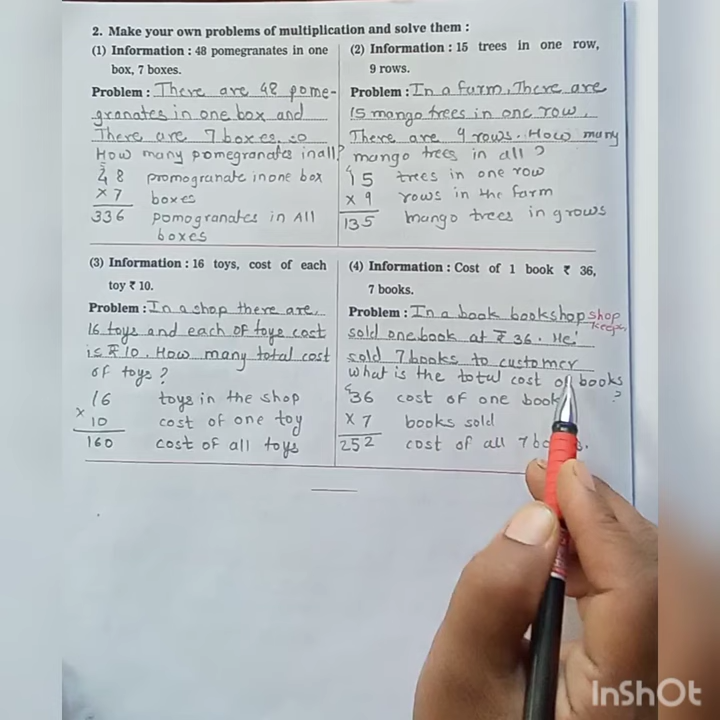 2. Make your own problems of multiplication and solve them :
(1) Information : 48 pomegranates in one
box, 7 boxes.
Problem : There are 48 pome-
granates in one box and
There are 7 boxes. so
How many pomegranates in all?
5
48 promogranate in one box
× 7 boxes
336 pomogranates in All
boxes
(2) Information : 15 trees in one row,
9 rows.
Problem : In a farm, There are
15 mango trees in one row.
There are 9 rows. How many
mango trees in all ?
4
15 trees in one row
× 9 rows in the farm
135 mango trees in 9 rows
(3) Information : 16 toys, cost of each
toy ₹ 10.
Problem : In a shop there are,
16 toys and each of toys cost
is ₹ 10. How many total cost
of toys ?
16 toys in the shop
× 10 cost of one toy
160 cost of all toys
(4) Information : Cost of 1 book ₹ 36,
7 books.
Problem : In a book bookshop shop
keeper
sold one book at ₹ 36. He
sold 7 books to customer
What is the total cost of books
?
4
36 cost of one book
× 7 books sold
252 cost of all 7
InShOt